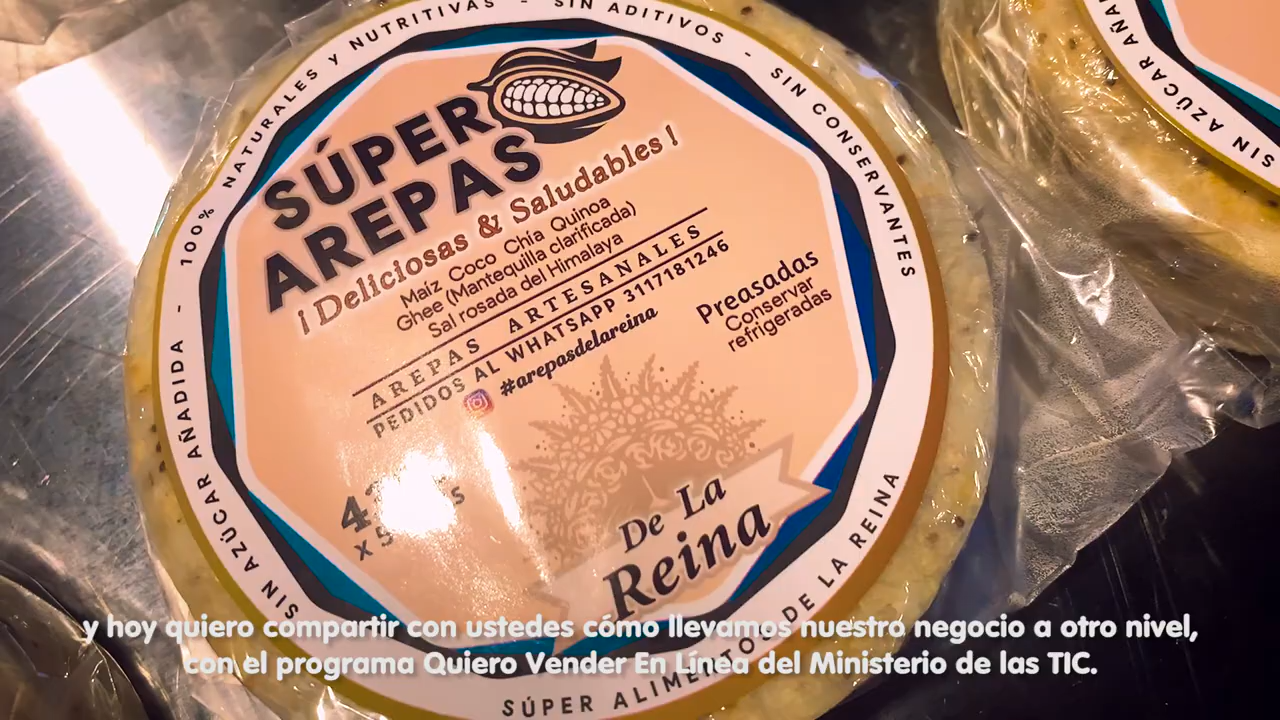 100% NATURALES y NUTRITIVAS - SIN ADITIVOS - SIN CONSERVANTES
SÚPER
AREPAS
¡Deliciosas & Saludables!
Maíz Coco Chía Quinoa
Ghee (Mantequilla clarificada)
Sal rosada del Himalaya
AREPAS ARTESANALES
PEDIDOS AL WHATSAPP 3117181246
#arepasdelareina
Preasadas
Conservar
refrigeradas
De La
Reina
SIN AZÚCAR AÑADIDA -
SÚPER ALIMENTOS DE LA REINA
SIN AZÚCAR
y hoy quiero compartir con ustedes cómo llevamos nuestro negocio a otro nivel,
con el programa Quiero Vender En Línea del Ministerio de las TIC.